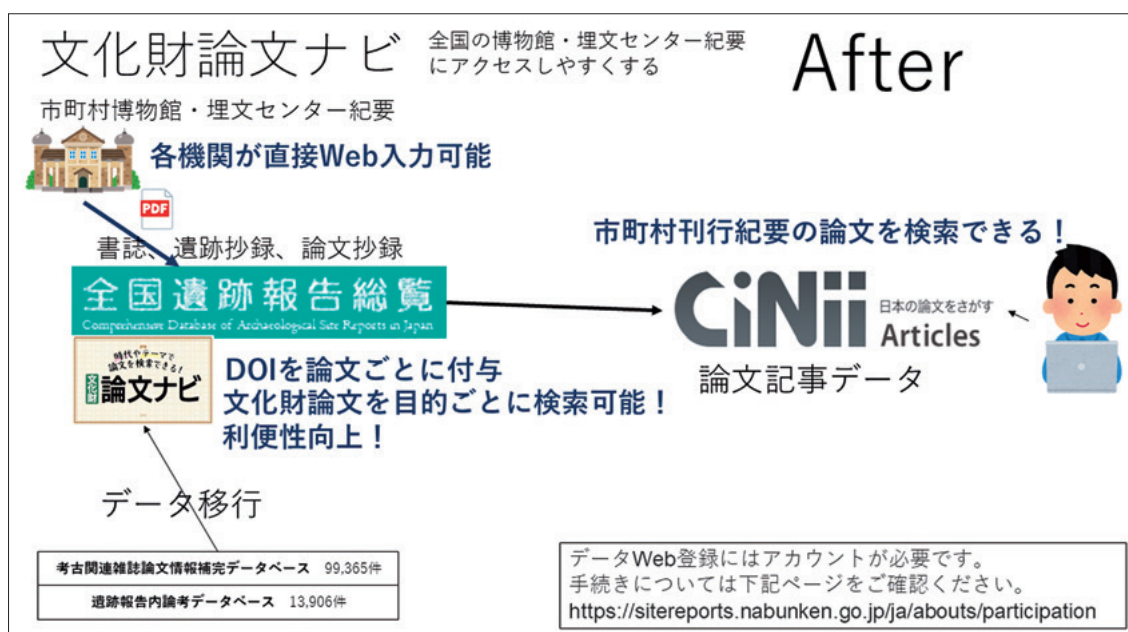 文化財論文ナビ
全国の博物館・埋文センター紀要
にアクセスしやすくする
After
市町村博物館・埋文センター紀要
各機関が直接Web入力可能
PDF
書誌、遺跡抄録、論文抄録
全国遺跡報告総覧
Comprehensive Database of Archaeological Site Reports in Japan
時代やテーマで
論文を検索できる!
文化財
論文ナビ
DOIを論文ごとに付与
文化財論文を目的ごとに検索可能!
利便性向上!
市町村刊行紀要の論文を検索できる!
CiNii
日本の論文をさがす
Articles
論文記事データ
データ移行
考古関連雑誌論文情報補完データベース 99,365件
遺跡報告内論考データベース 13,906件
データWeb登録にはアカウントが必要です。
手続きについては下記ページをご確認ください。
https://sitereports.nabunken.go.jp/ja/abouts/participation